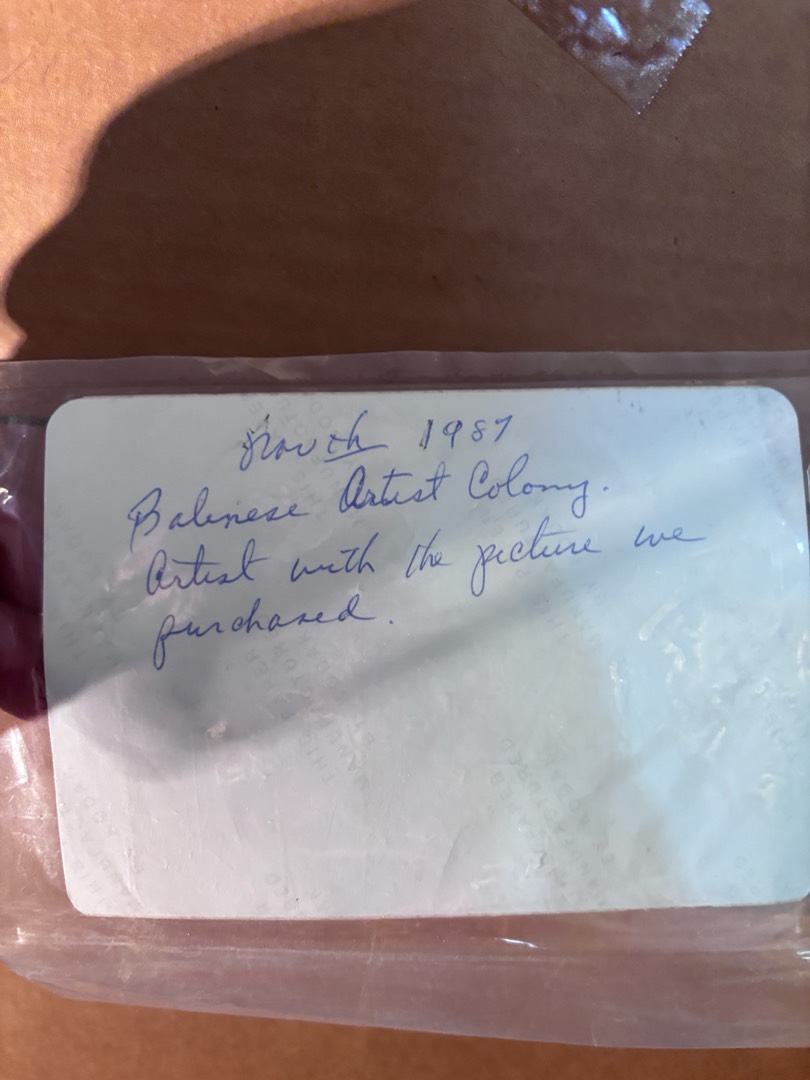 1987
Balinese Artist Colony.
Artist with the picture we
purchased.